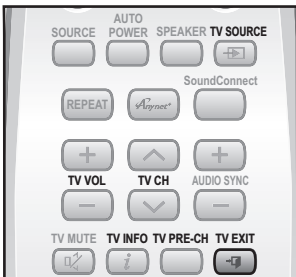 AUTO
SOURCE POWER SPEAKER TV SOURCE
SoundConnect
REPEAT Anynet+
TV VOL TV CH AUDIO SYNC
TV MUTE TV INFO TV PRE-CH TV EXIT